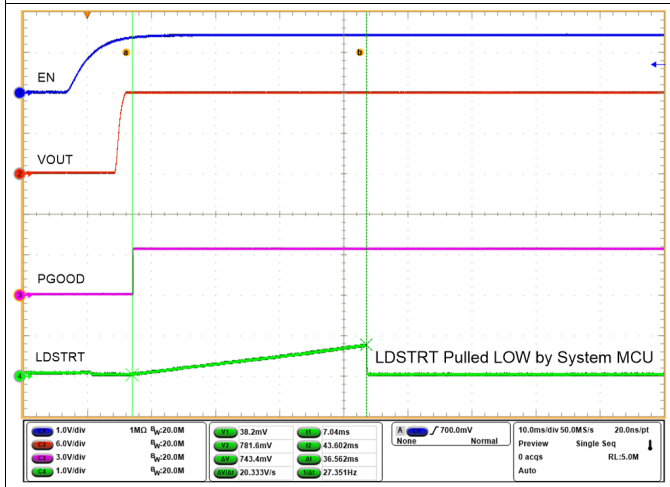 a
b
EN
1
VOUT
2
PGOOD
3
LDSTRT
LDSTRT Pulled LOW by System MCU
4
C1 1.0V/div 1MΩ BW:20.0M
C2 6.0V/div BW:20.0M
C3 3.0V/div BW:20.0M
C4 1.0V/div BW:20.0M
V1 38.2mV t1 7.04ms
V2 781.6mV t2 43.602ms
ΔV 743.4mV Δt 36.562ms
ΔV/Δt 20.333V/s 1/Δt 27.351Hz
A C1 700.0mV
None Normal
10.0ms/div 50.0MS/s 20.0ns/pt
Preview Single Seq
0 acqs RL:5.0M
Auto